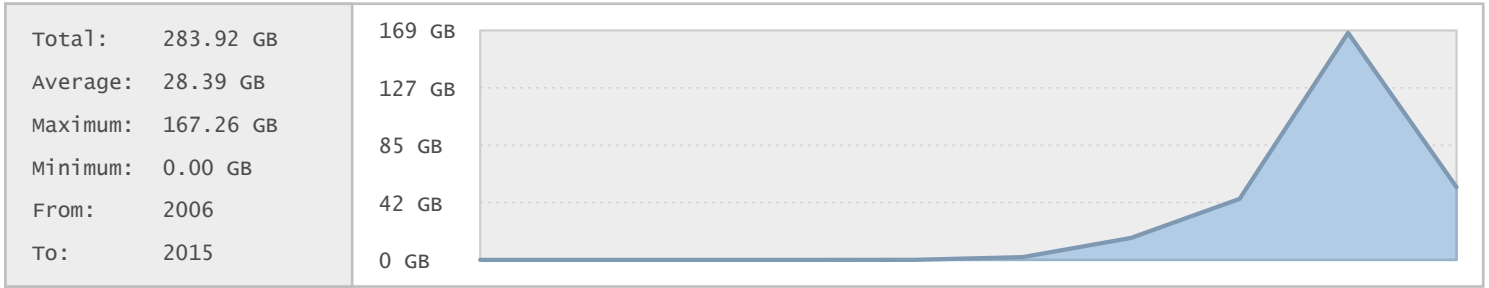 Total: 283.92 GB
Average: 28.39 GB
Maximum: 167.26 GB
Minimum: 0.00 GB
From: 2006
To: 2015
169 GB
127 GB
85 GB
42 GB
0 GB